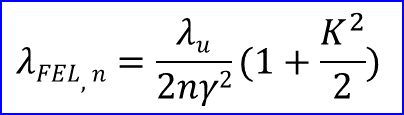 λ_{FEL, n} = \frac{λ_u}{2nγ^2}(1 + \frac{K^2}{2})